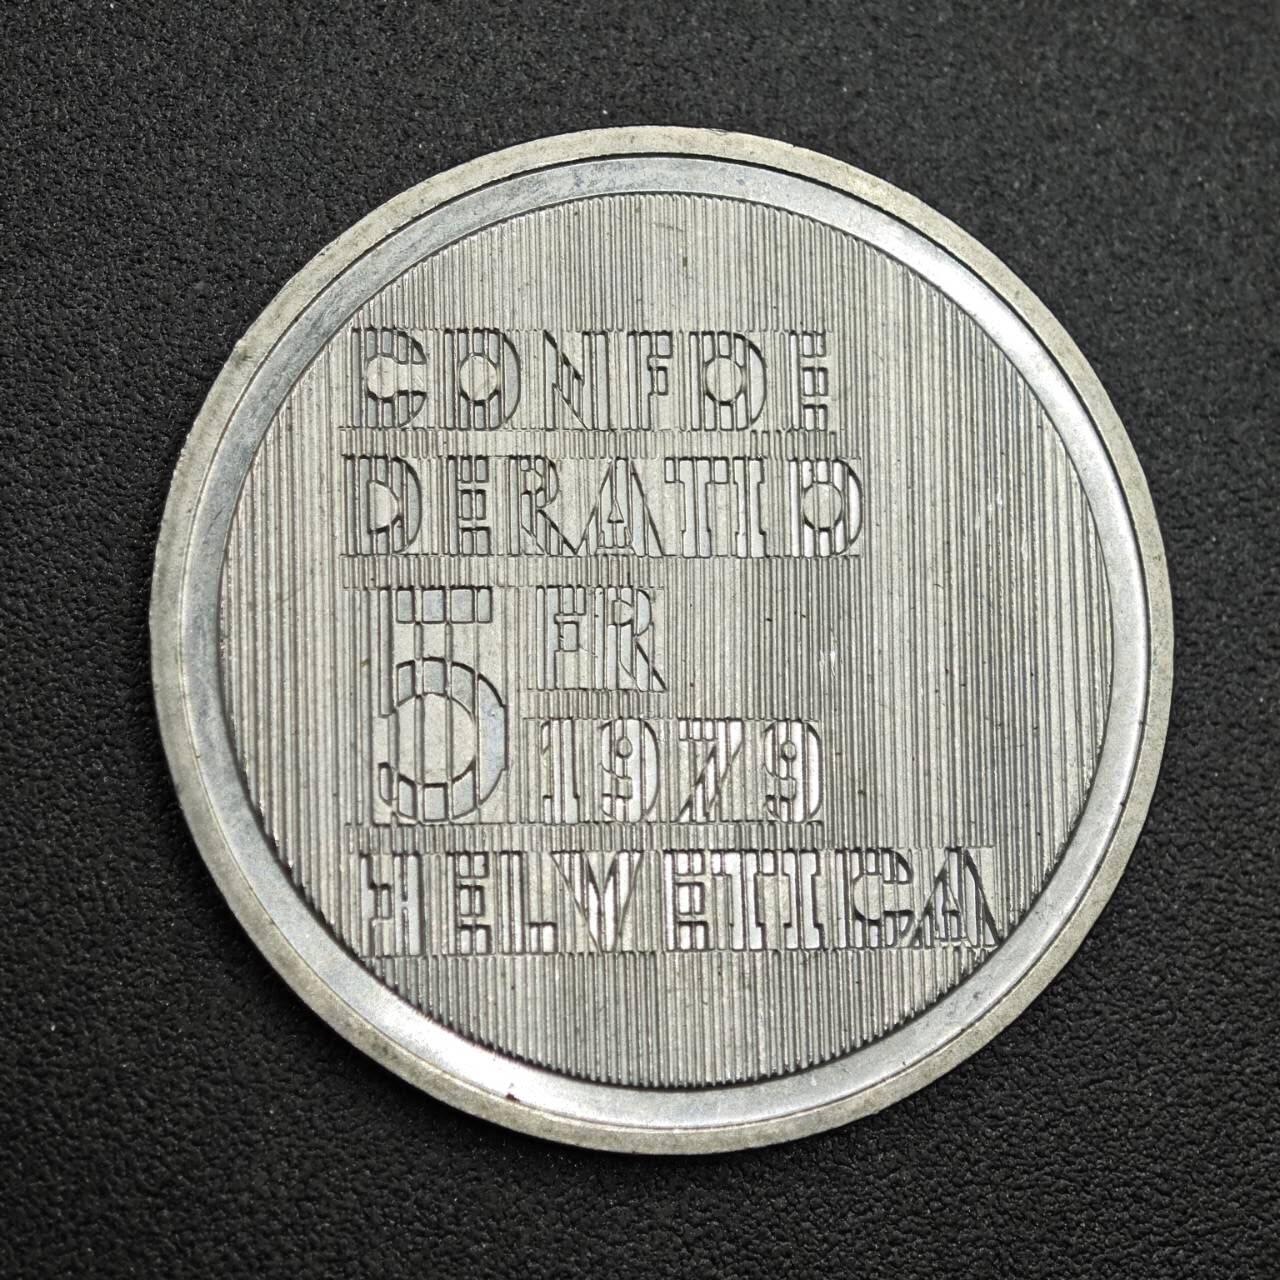 CONFOE
DERATIO
5 FR
1979
HELVETICA